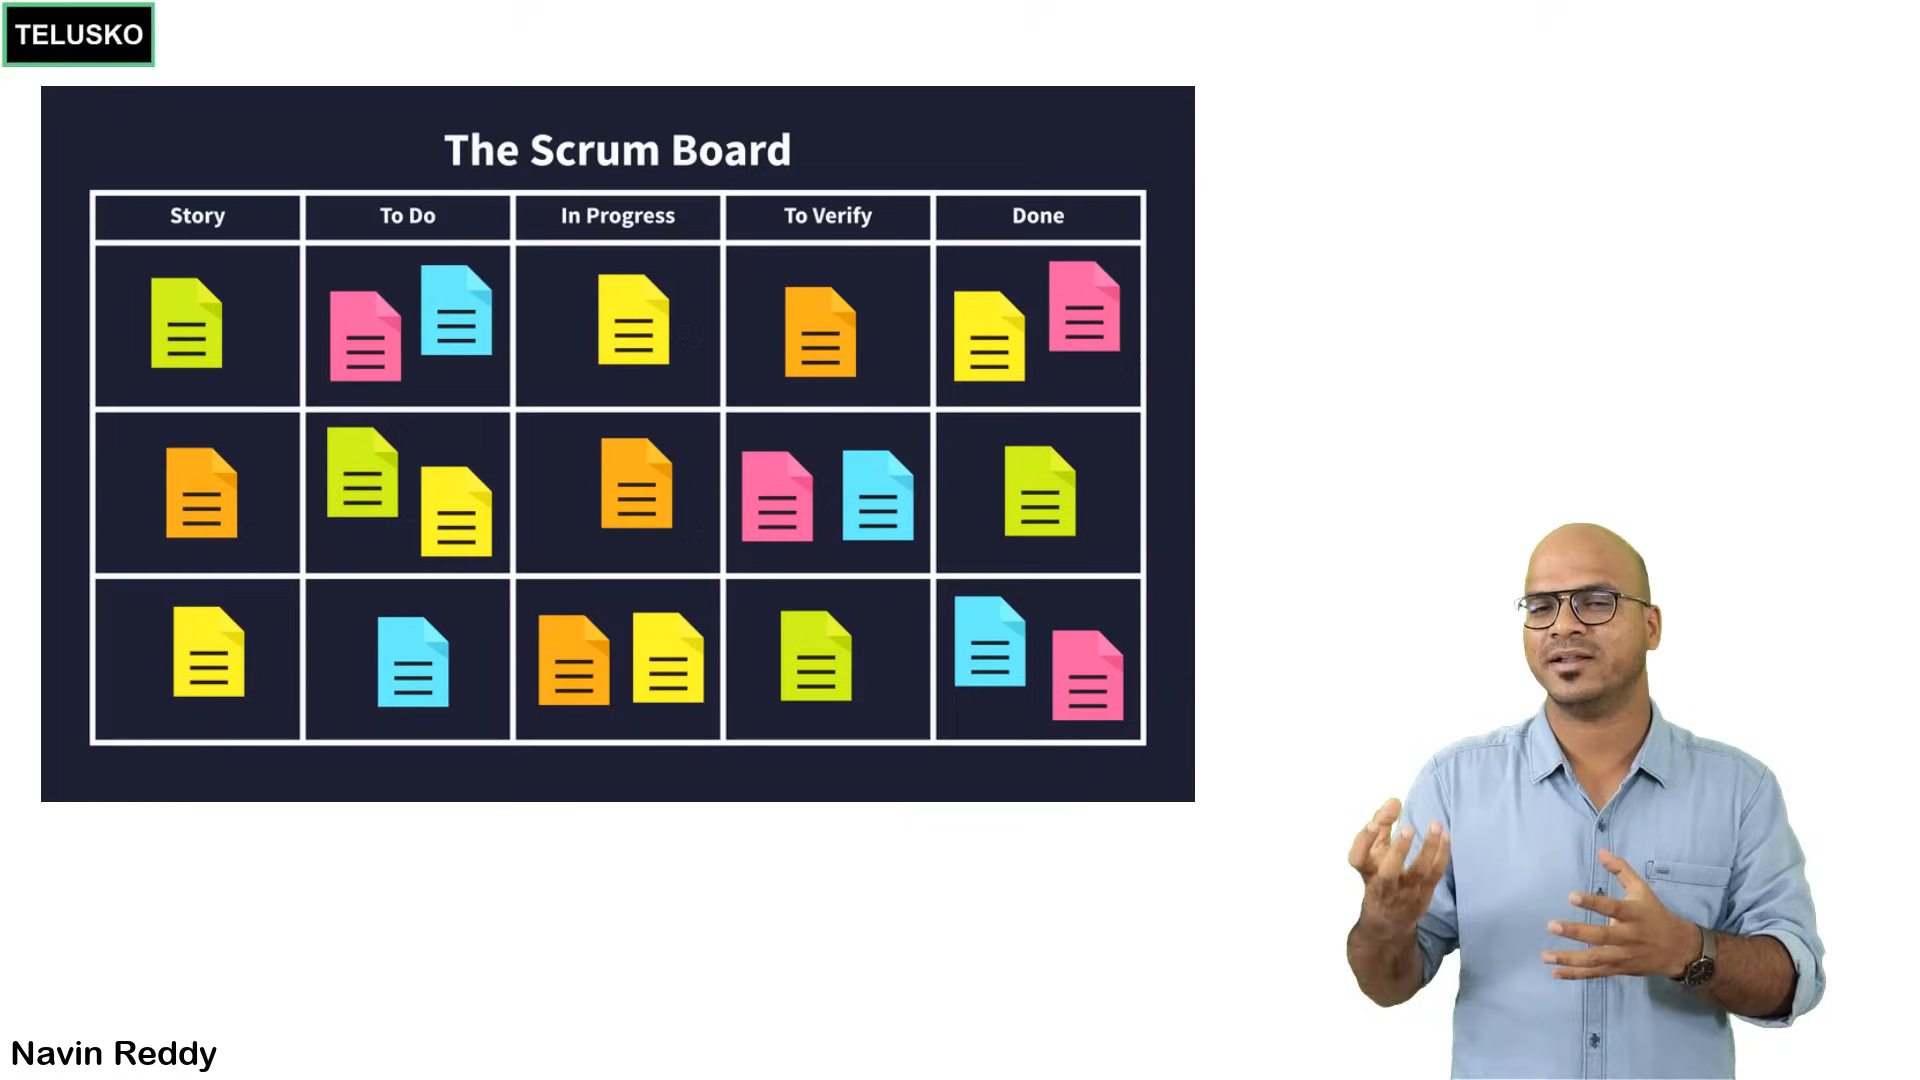 TELUSKO
The Scrum Board
Story To Do In Progress To Verify Done
Navin Reddy